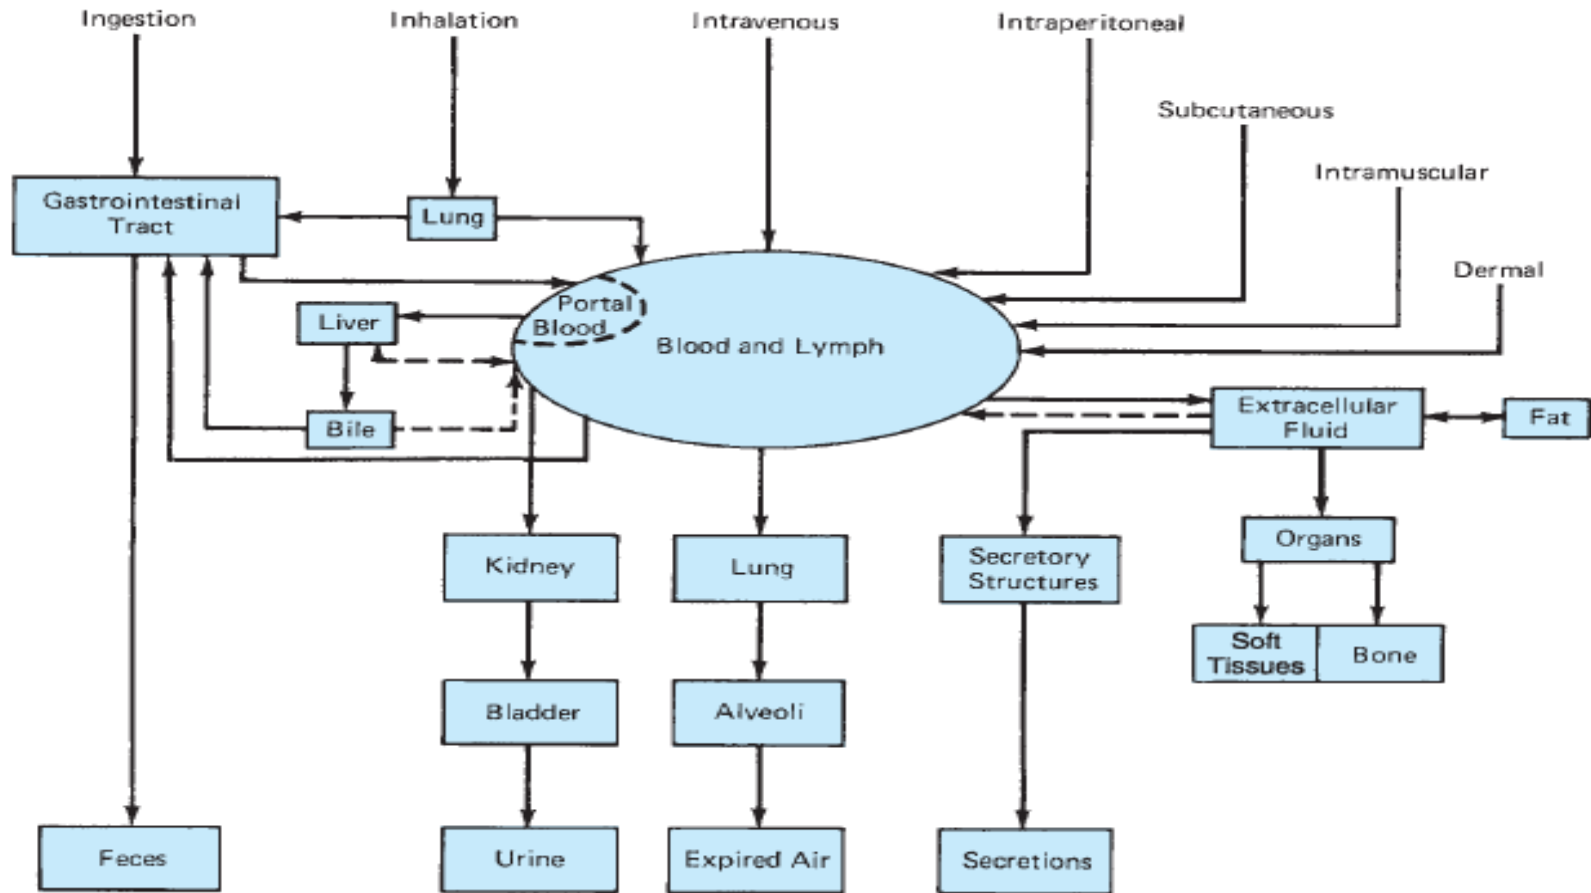 Ingestion
Inhalation
Intravenous
Intraperitoneal
Subcutaneous
Intramuscular
Dermal
Gastrointestinal
Tract
Lung
Portal
Blood
Liver
Blood and Lymph
Bile
Extracellular
Fluid
Fat
Kidney
Lung
Secretory
Structures
Organs
Soft
Tissues
Bone
Bladder
Alveoli
Feces
Urine
Expired Air
Secretions